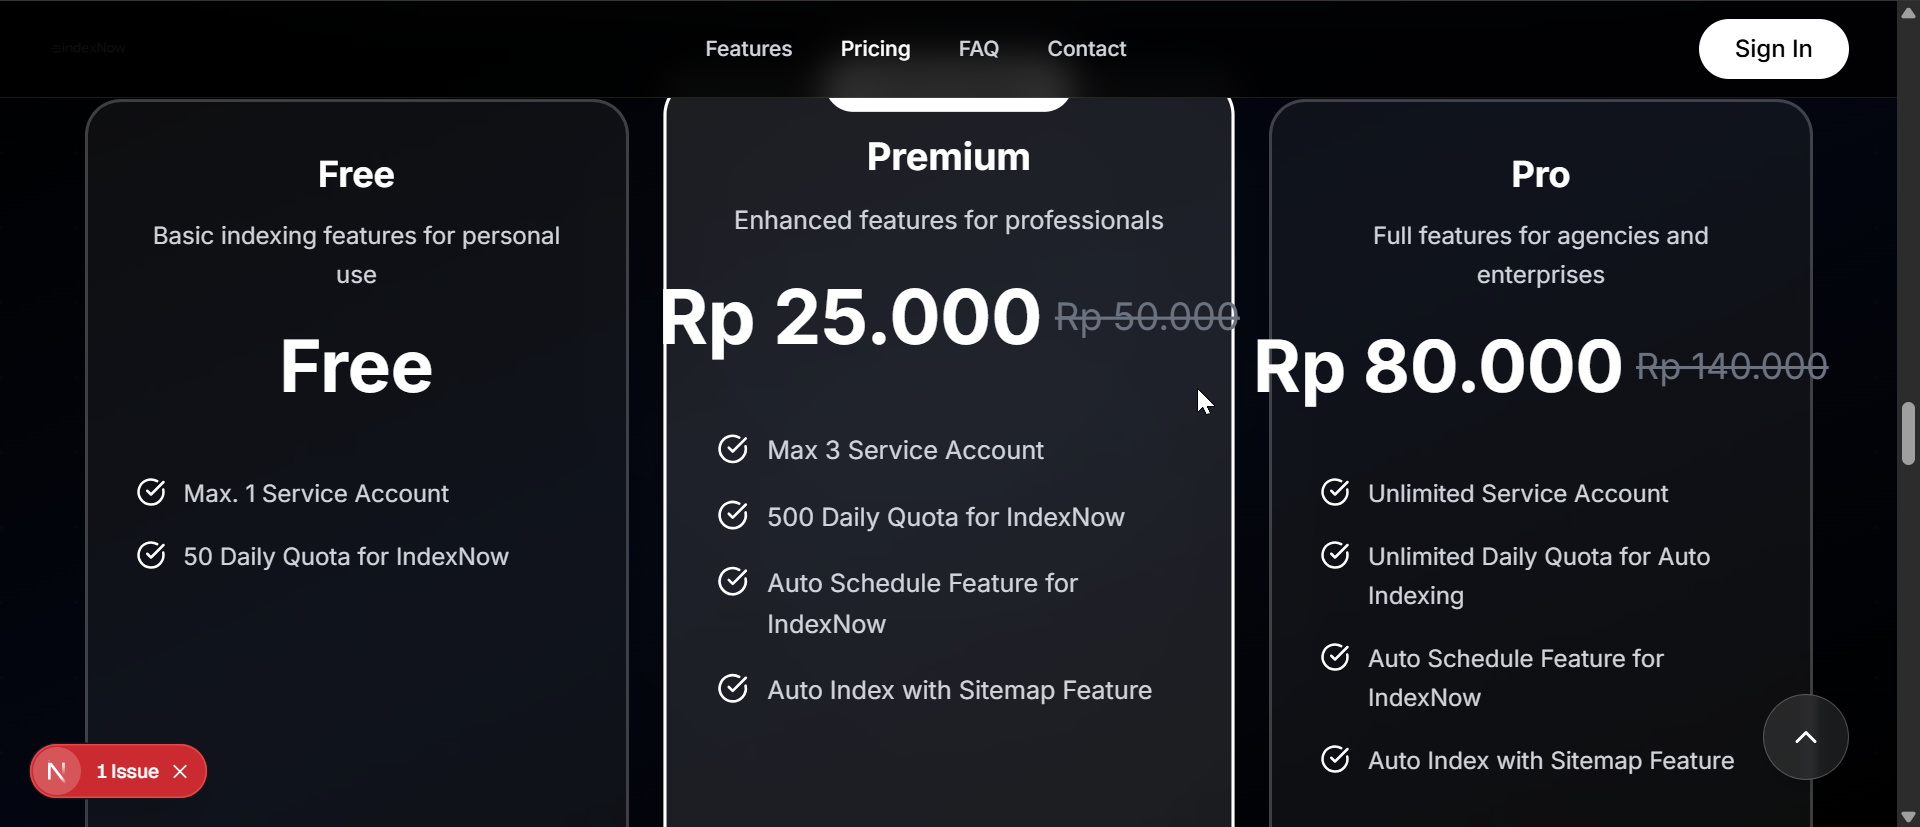 indexNow
Features
Pricing
FAQ
Contact
Sign In
Free
Basic indexing features for personal
use
Free
Max. 1 Service Account
50 Daily Quota for IndexNow
Premium
Enhanced features for professionals
Rp 25.000 Rp 50.000
Max 3 Service Account
500 Daily Quota for IndexNow
Auto Schedule Feature for
IndexNow
Auto Index with Sitemap Feature
Pro
Full features for agencies and
enterprises
Rp 80.000 Rp 140.000
Unlimited Service Account
Unlimited Daily Quota for Auto
Indexing
Auto Schedule Feature for
IndexNow
Auto Index with Sitemap Feature
N
1 Issue